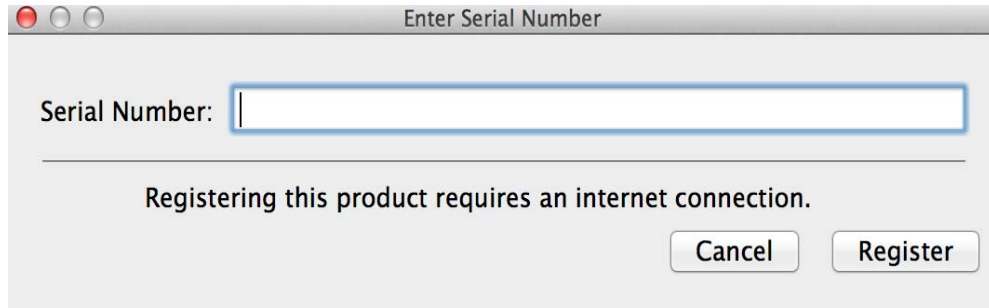 Enter Serial Number
Serial Number:
Registering this product requires an internet connection.
Cancel Register